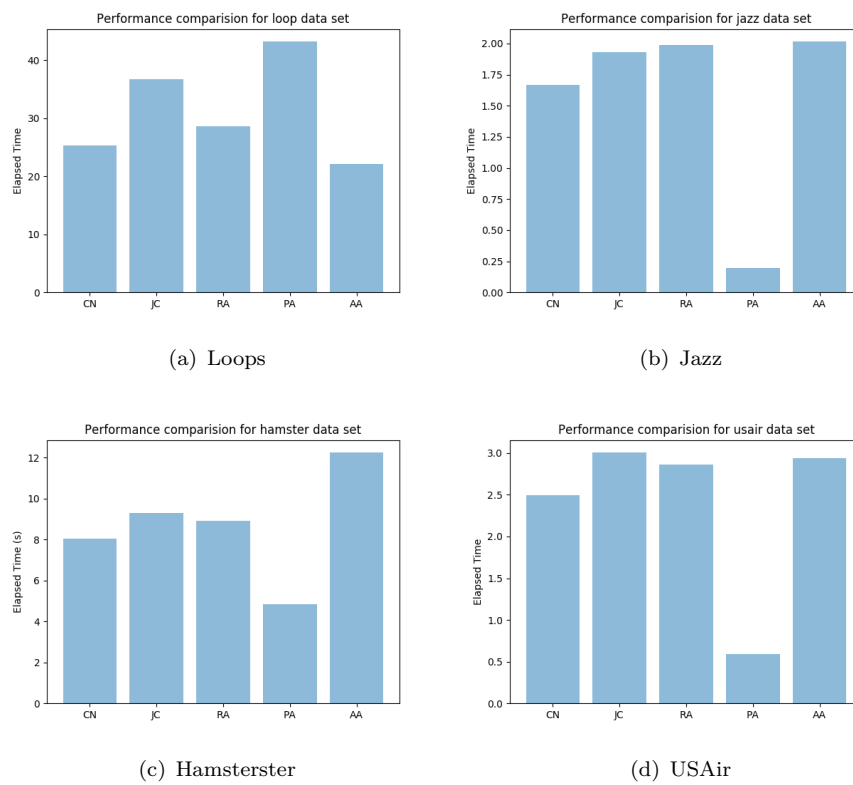 Performance comparision for loop data set
Elapsed Time
40
30
20
10
0
CN JC RA PA AA
(a) Loops
Performance comparision for jazz data set
Elapsed Time
2.00
1.75
1.50
1.25
1.00
0.75
0.50
0.25
0.00
CN JC RA PA AA
(b) Jazz
Performance comparision for hamster data set
Elapsed Time (s)
12
10
8
6
4
2
0
CN JC RA PA AA
(c) Hamsterster
Performance comparision for usair data set
Elapsed Time
3.0
2.5
2.0
1.5
1.0
0.5
0.0
CN JC RA PA AA
(d) USAir